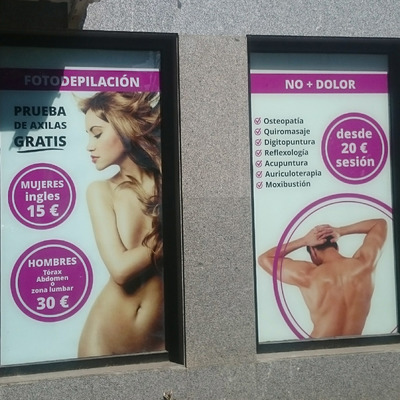 FOTODEPILACIÓN
PRUEBA
DE AXILAS
GRATIS
MUJERES
ingles
15 €
HOMBRES
Tórax
Abdomen
o
zona lumbar
30 €
NO + DOLOR
Osteopatía
Quiromasaje
Digitopuntura
Reflexología
Acupuntura
Auriculoterapia
Moxibustión
desde
20 €
sesión